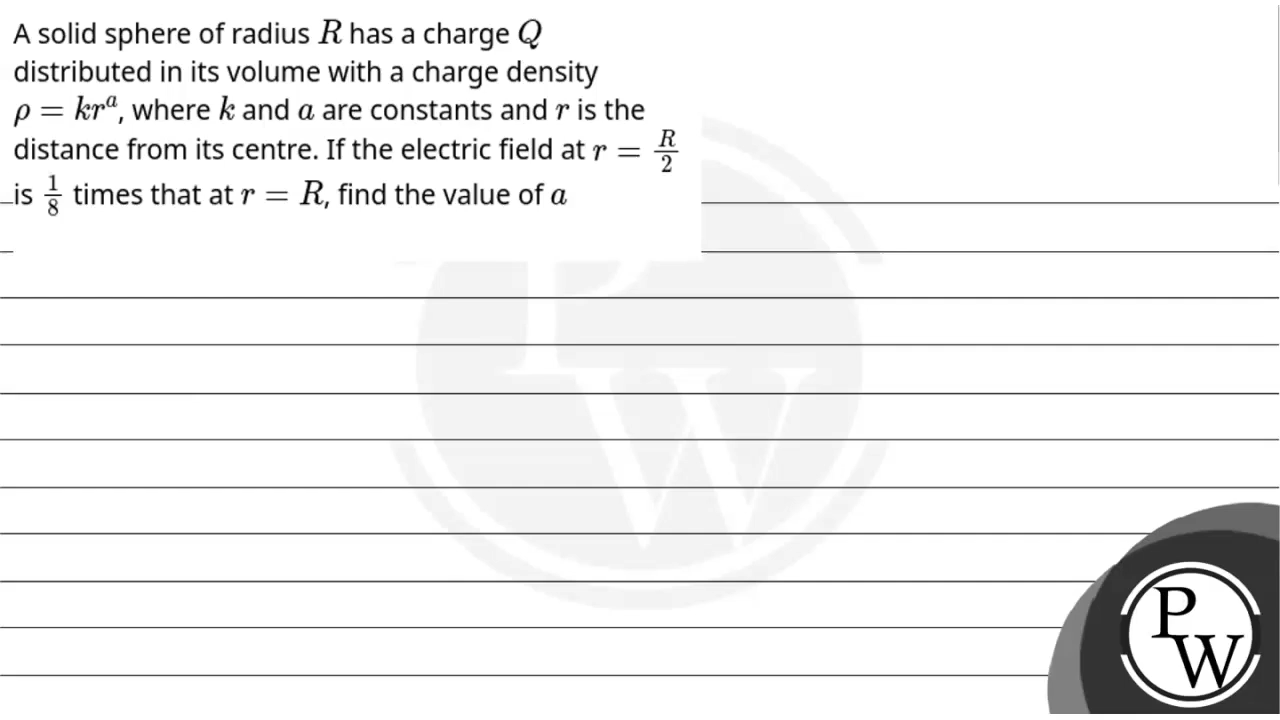 A solid sphere of radius R has a charge Q
distributed in its volume with a charge density
ρ = kr^a, where k and a are constants and r is the
distance from its centre. If the electric field at r = R/2
is 1/8 times that at r = R, find the value of a
P
W
P
W